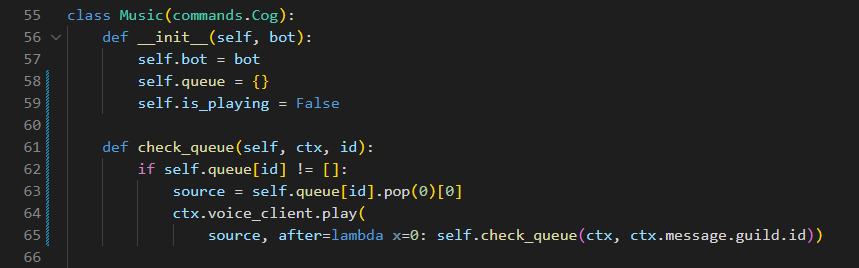 55 class Music(commands.Cog):
56     def __init__(self, bot):
57         self.bot = bot
58         self.queue = {}
59         self.is_playing = False
60
61     def check_queue(self, ctx, id):
62         if self.queue[id] != []:
63             source = self.queue[id].pop(0)[0]
64             ctx.voice_client.play(
65                 source, after=lambda x=0: self.check_queue(ctx, ctx.message.guild.id))
66